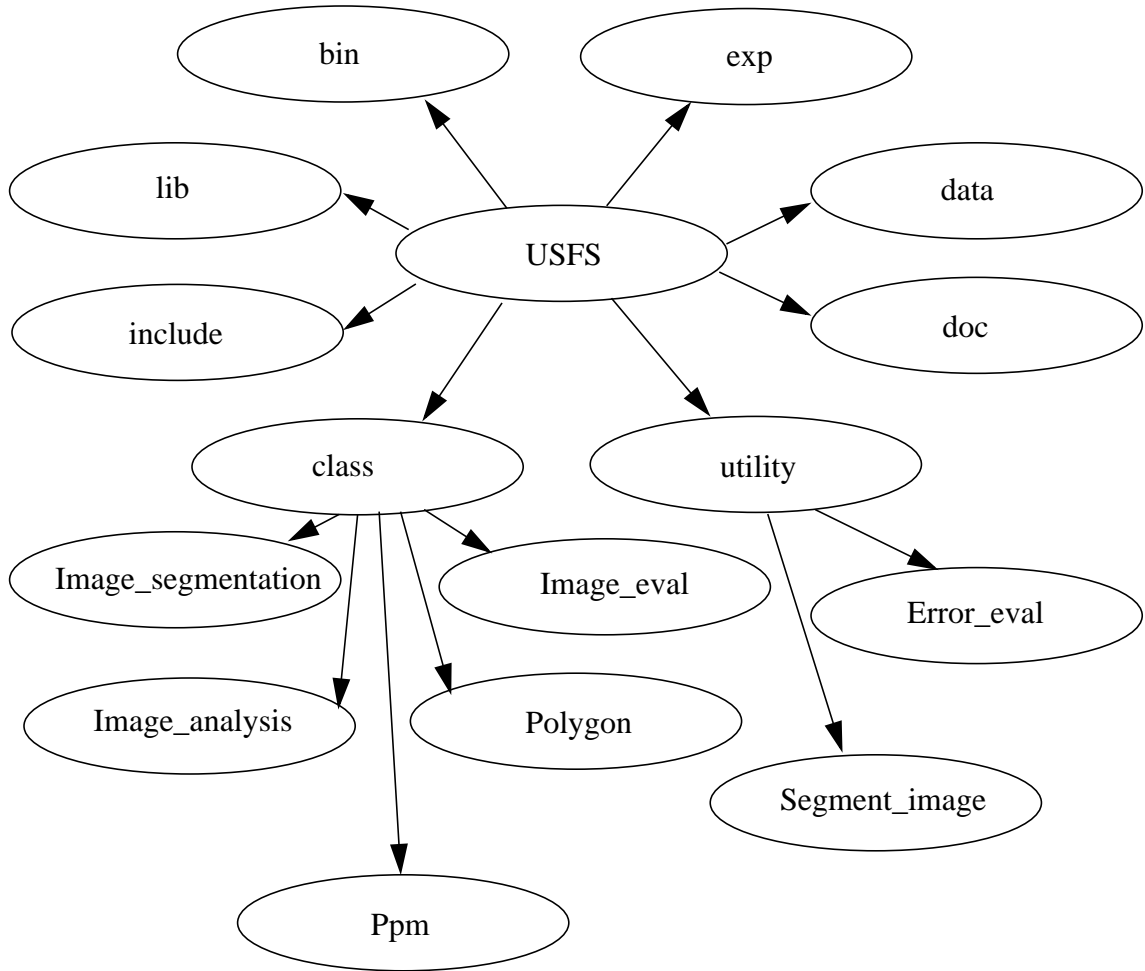 bin
exp
lib
data
USFS
include
doc
class
utility
Image_segmentation
Image_eval
Error_eval
Image_analysis
Polygon
Segment_image
Ppm